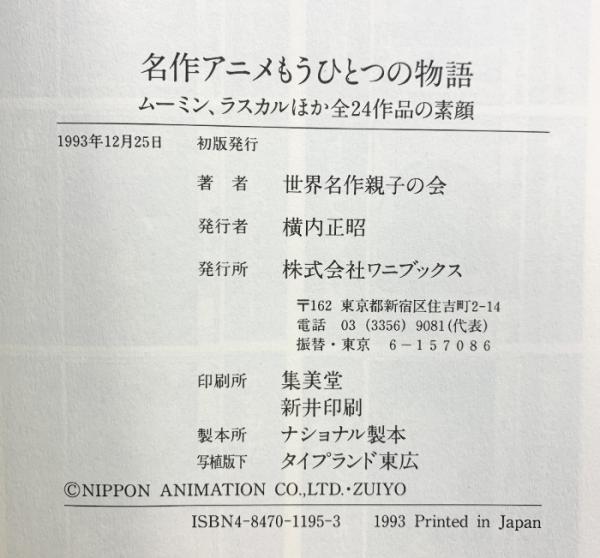 名作アニメもうひとつの物語
ムーミン、ラスカルほか全24作品の素顔
1993年12月25日 初版発行
著者 世界名作親子の会
発行者 横内正昭
発行所 株式会社ワニブックス
〒162 東京都新宿区住吉町2-14
電話 03 (3356) 9081(代表)
振替・東京 6-157086
印刷所 集美堂
新井印刷
製本所 ナショナル製本
写植版下 タイプランド東広
©NIPPON ANIMATION CO.,LTD.・ZUIYO
ISBN4-8470-1195-3 1993 Printed in Japan